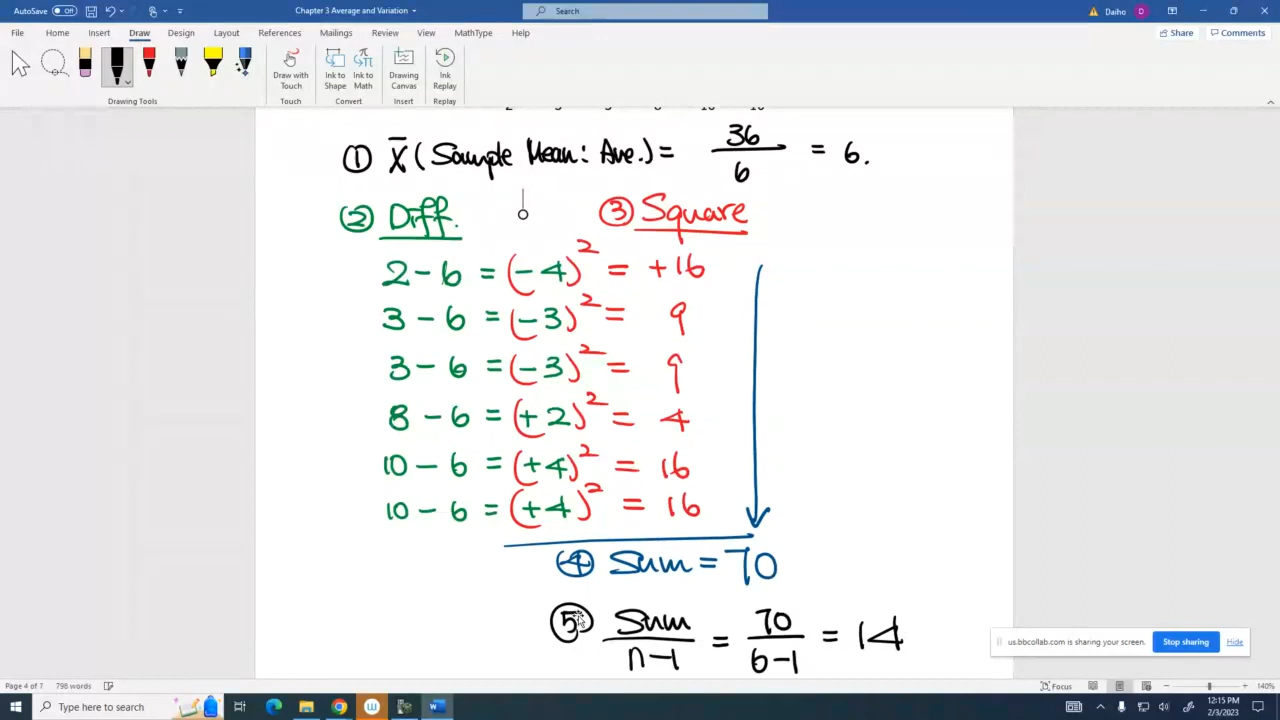 AutoSave Off Chapter 3 Average and Variation Search Daiho D
File Home Insert Draw Design Layout References Mailings Review View MathType Help Share Comments
Draw with Touch Ink to Shape Ink to Math Drawing Canvas Ink Replay
Drawing Tools Touch Convert Insert Replay
① X̄ (Sample Mean: Ave.) = 36/6 = 6.
② Diff. ③ Square
2 - 6 = (-4)² = +16
3 - 6 = (-3)² = 9
3 - 6 = (-3)² = 9
8 - 6 = (+2)² = 4
10 - 6 = (+4)² = 16
10 - 6 = (+4)² = 16
④ Sum = 70
⑤ Sum/n-1 = 70/6-1 = 14
us.bbcollab.com is sharing your screen. Stop sharing Hide
Page 4 of 7 798 words Focus 140%
Type here to search 12:15 PM
2/3/2023